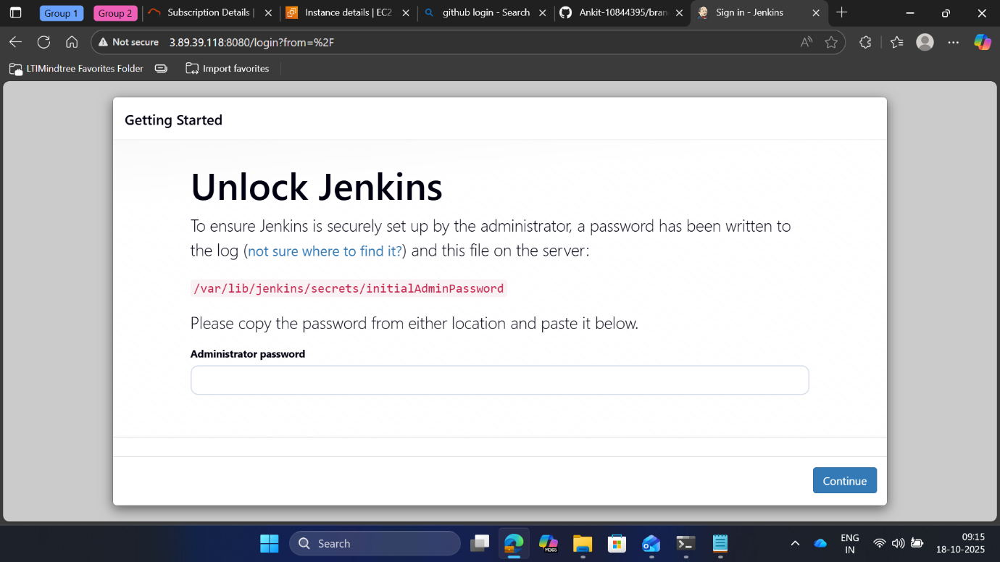 Group 1
Group 2
Subscription Details |
Instance details | EC2
github login - Search
Ankit-10844395/bran
Sign in - Jenkins
Not secure
3.89.39.118:8080/login?from=%2F
LTIMindtree Favorites Folder
Import favorites
Getting Started
Unlock Jenkins
To ensure Jenkins is securely set up by the administrator, a password has been written to
the log (not sure where to find it?) and this file on the server:
/var/lib/jenkins/secrets/initialAdminPassword
Please copy the password from either location and paste it below.
Administrator password
Continue
Search
M365
ENG
IN
09:15
18-10-2025